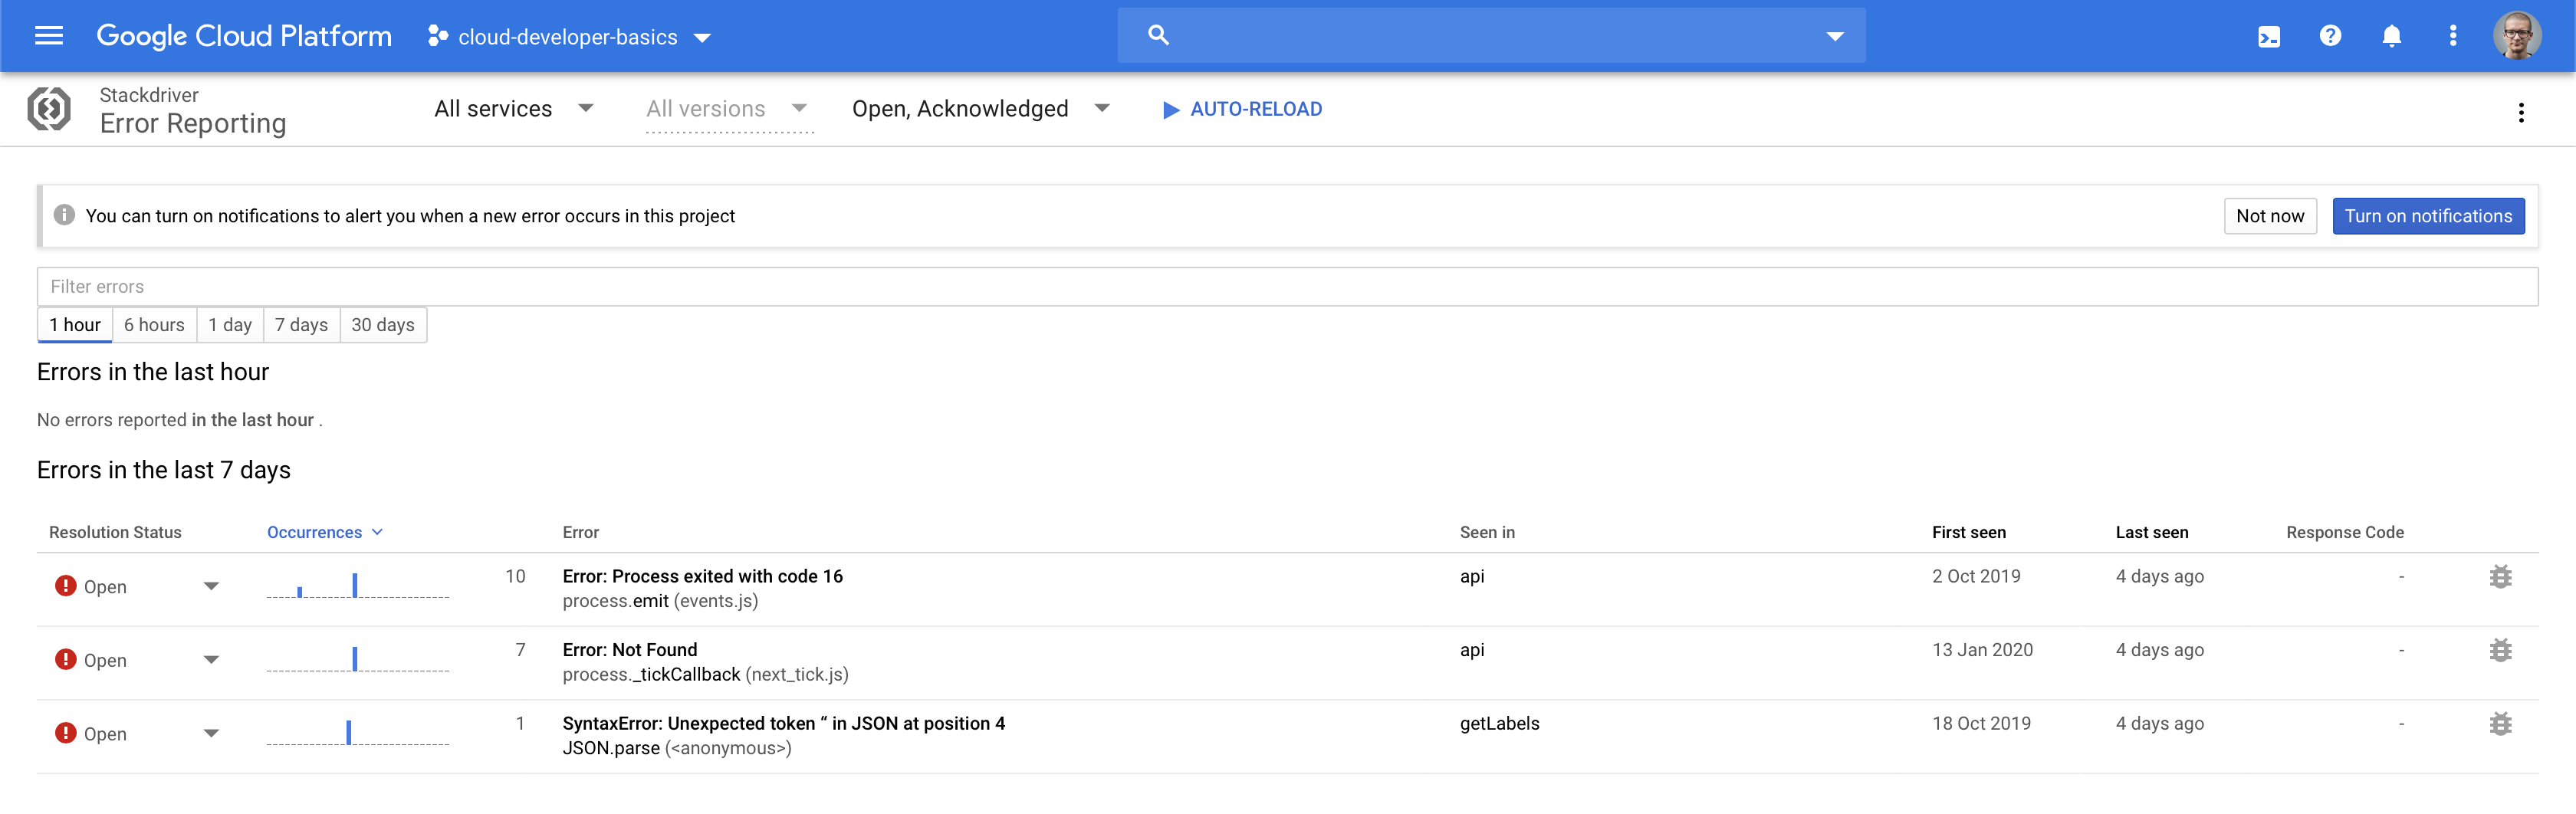 Google Cloud Platform
cloud-developer-basics
Stackdriver
Error Reporting
All services
All versions
Open, Acknowledged
AUTO-RELOAD
You can turn on notifications to alert you when a new error occurs in this project
Not now
Turn on notifications
Filter errors
1 hour 6 hours 1 day 7 days 30 days
Errors in the last hour
No errors reported in the last hour .
Errors in the last 7 days
Resolution Status Occurrences Error Seen in First seen Last seen Response Code
Open 10 Error: Process exited with code 16 api 2 Oct 2019 4 days ago -
process.emit (events.js)
Open 7 Error: Not Found api 13 Jan 2020 4 days ago -
process._tickCallback (next_tick.js)
Open 1 SyntaxError: Unexpected token “ in JSON at position 4 getLabels 18 Oct 2019 4 days ago -
JSON.parse (<anonymous>)